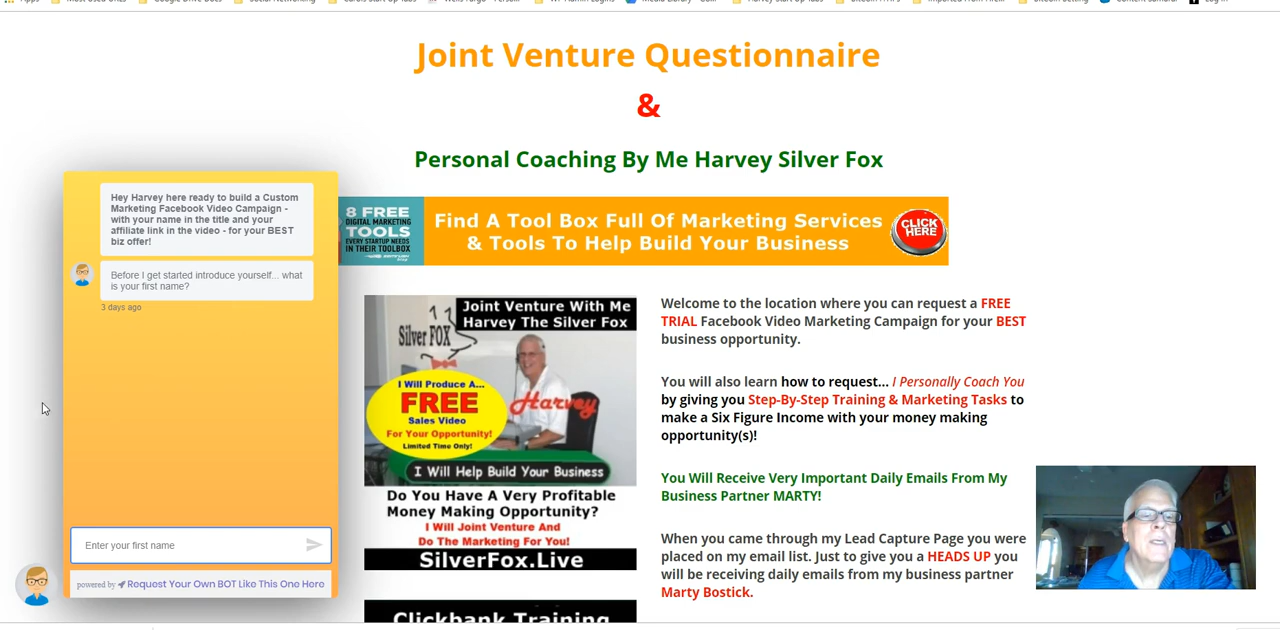 Apps
Joint Venture Questionnaire
&
Personal Coaching By Me Harvey Silver Fox
Hey Harvey here ready to build a Custom
Marketing Facebook Video Campaign -
with your name in the title and your
affiliate link in the video - for your BEST
biz offer!
Before I get started introduce yourself... what
is your first name?
3 days ago
Enter your first name
powered by Request Your Own BOT Like This One Here
8 FREE
DIGITAL MARKETING
TOOLS
EVERY STARTUP NEEDS
IN THEIR TOOLBOX
Find A Tool Box Full Of Marketing Services
& Tools To Help Build Your Business
CLICK
HERE
Joint Venture With Me
Harvey The Silver Fox
Silver FOX
I Will Produce A...
FREE
Sales Video
For Your Opportunity!
Limited Time Only!
Harvey
I Will Help Build Your Business
Do You Have A Very Profitable
Money Making Opportunity?
I Will Joint Venture And
Do The Marketing For You!
SilverFox.Live
Clickbank Training
Welcome to the location where you can request a FREE
TRIAL Facebook Video Marketing Campaign for your BEST
business opportunity.
You will also learn how to request... I Personally Coach You
by giving you Step-By-Step Training & Marketing Tasks to
make a Six Figure Income with your money making
opportunity(s)!
You Will Receive Very Important Daily Emails From My
Business Partner MARTY!
When you came through my Lead Capture Page you were
placed on my email list. Just to give you a HEADS UP you
will be receiving daily emails from my business partner
Marty Bostick.